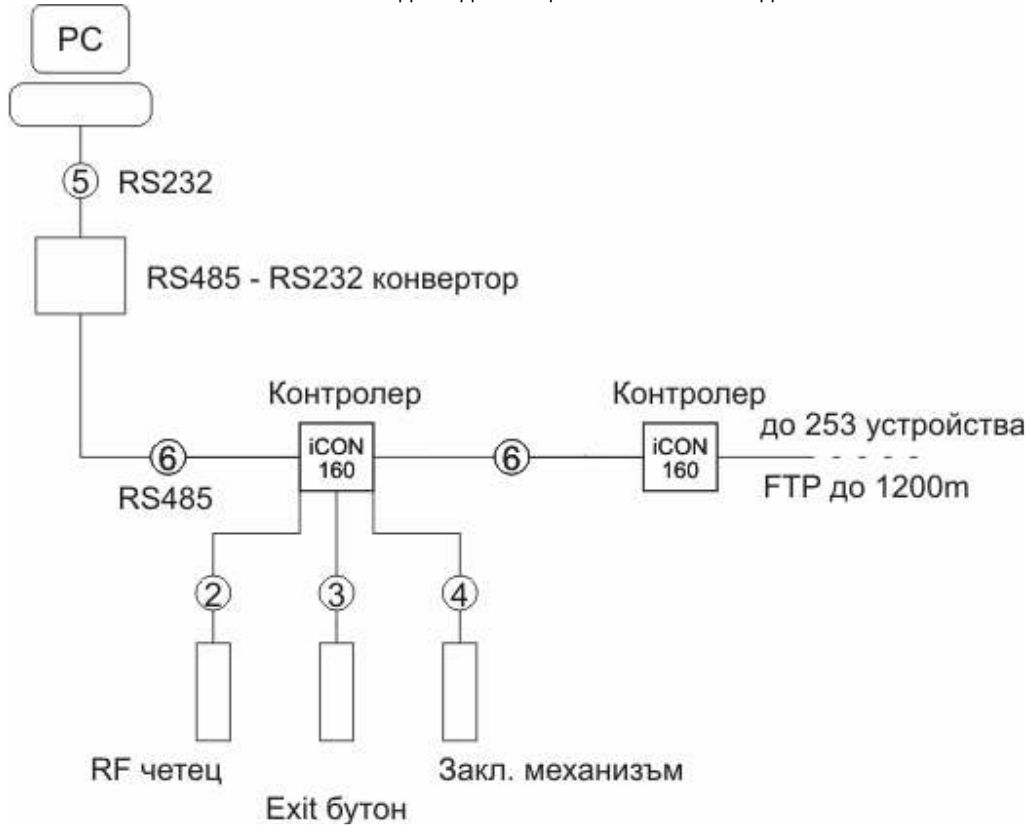 PC
5 RS232
RS485 - RS232 конвертор
Контролер
Контролер
iCON
160
iCON
160
до 253 устройства
FTP до 1200m
6
6
RS485
2
3
4
RF четец
Закл. механизъм
Exit бутон